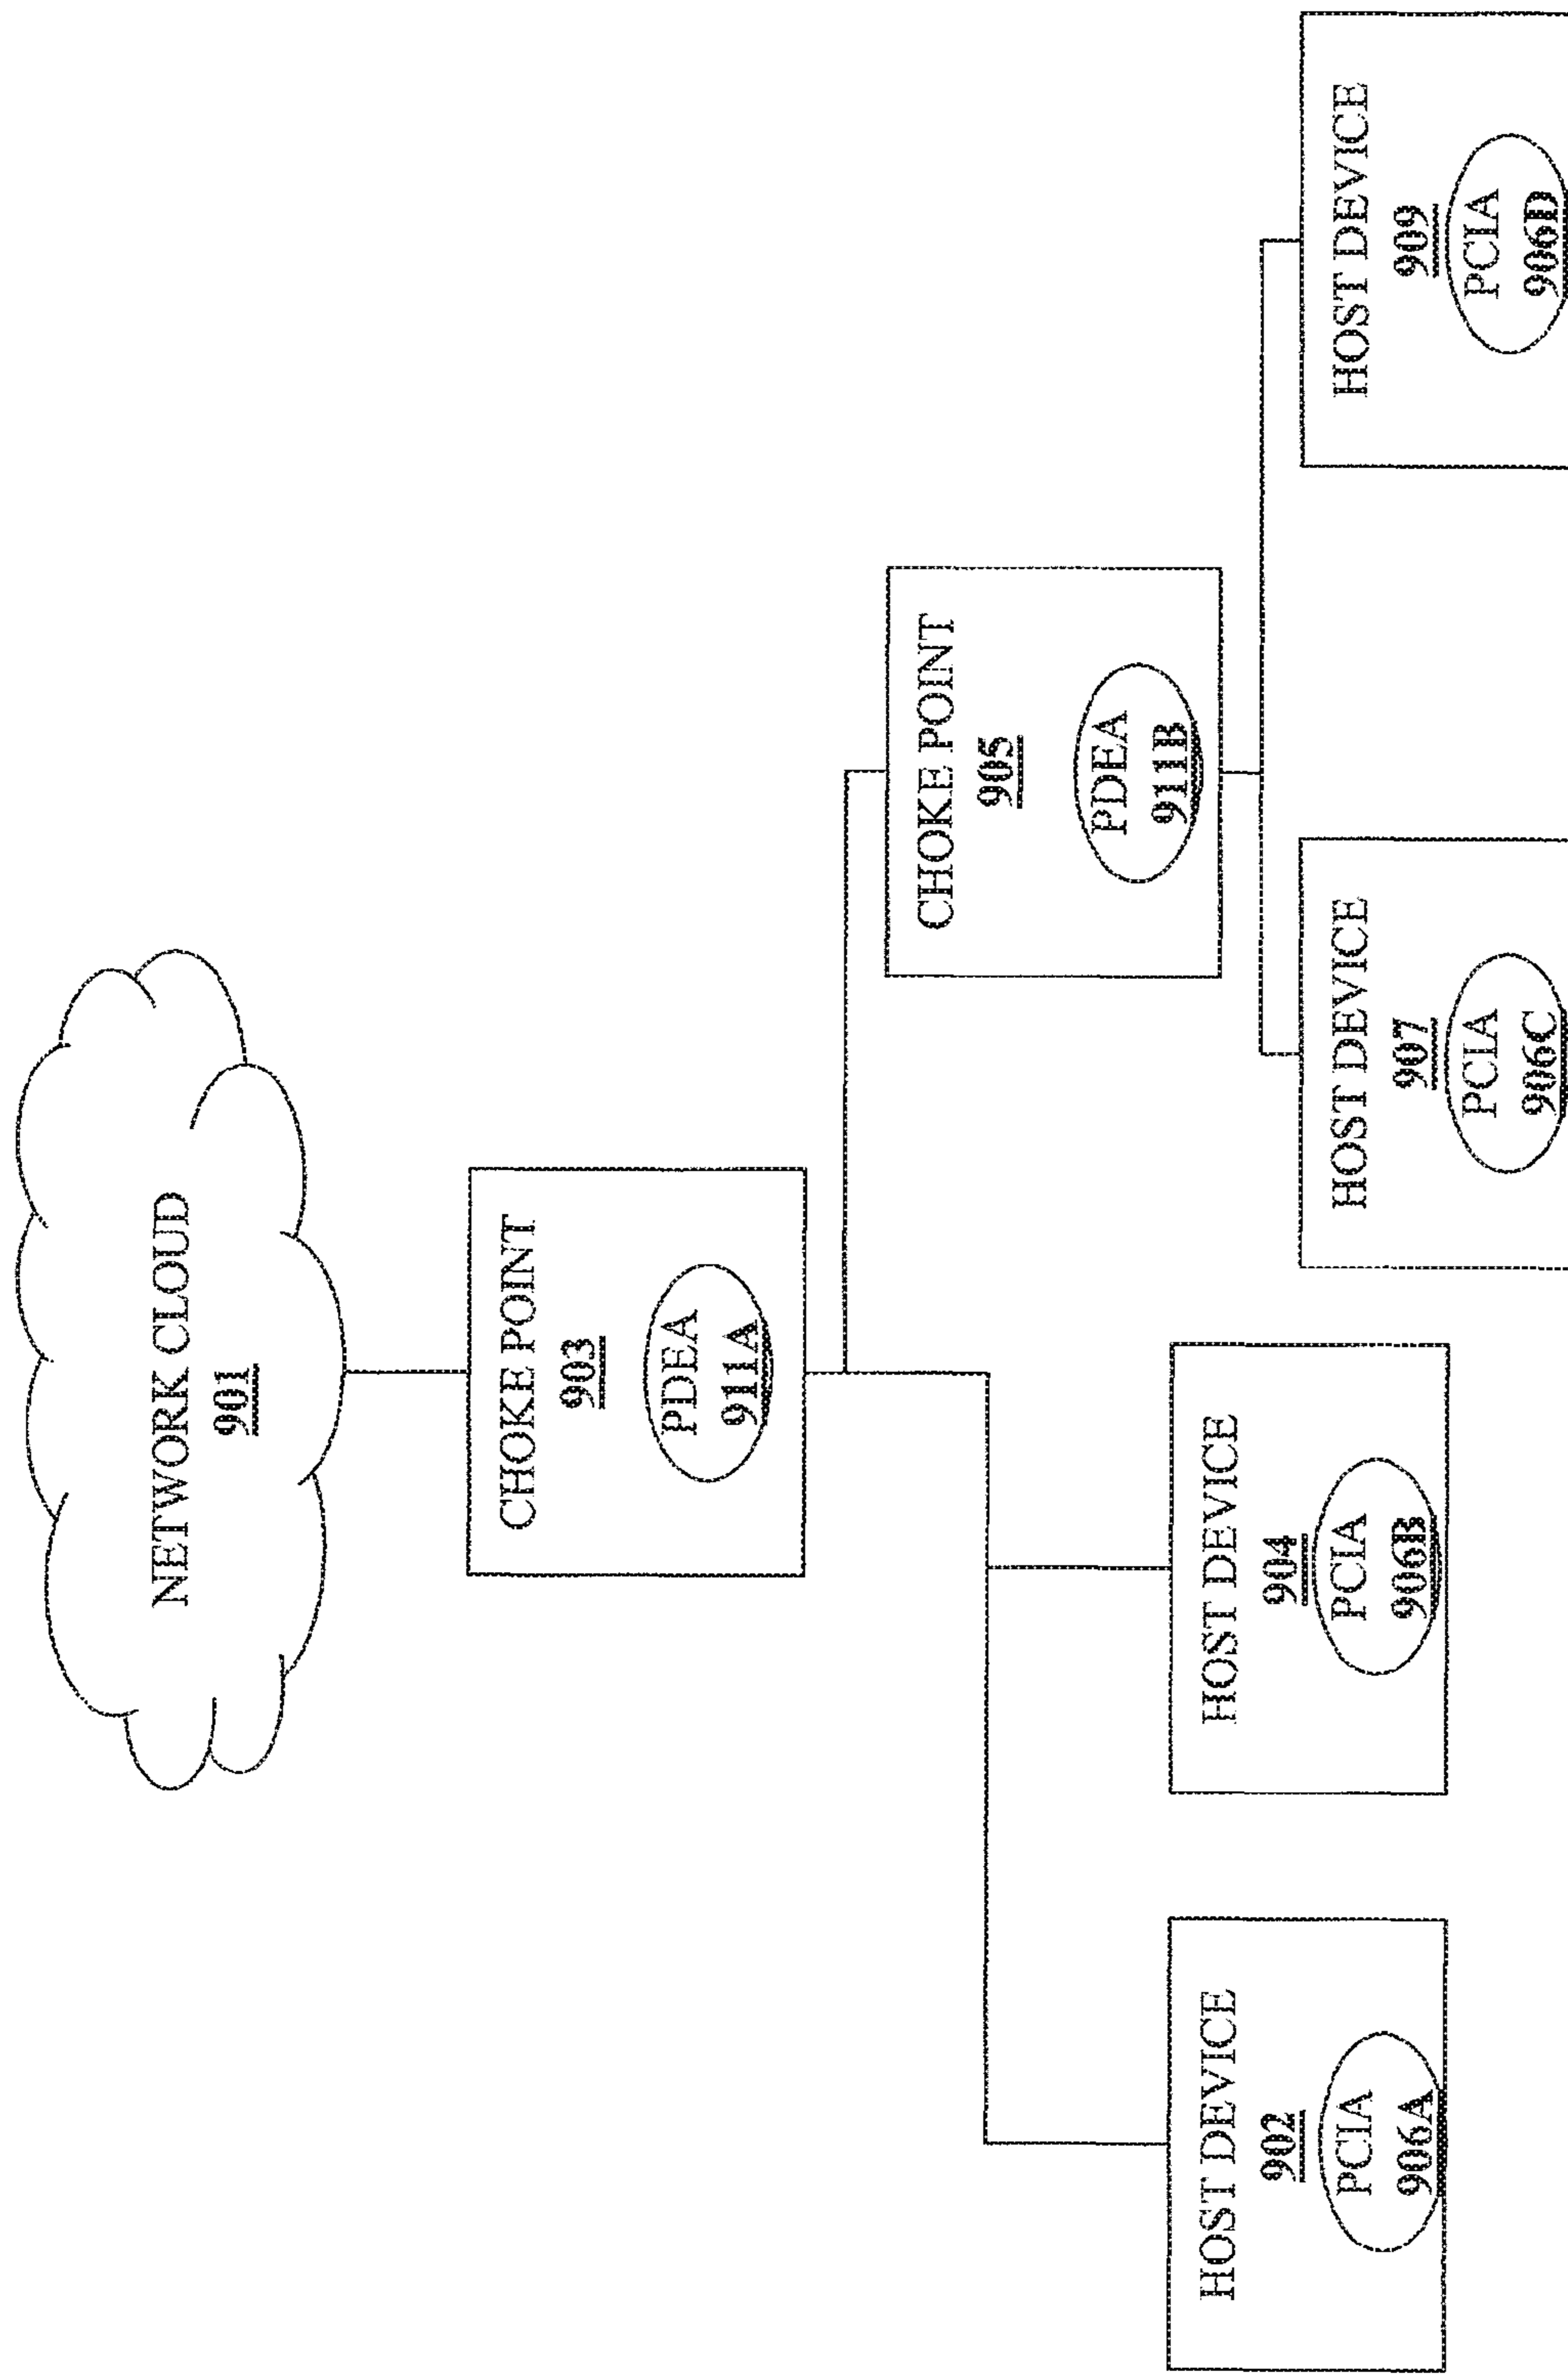 NETWORK CLOUD
901
CHOKE POINT
903
PDEA
911A
CHOKE POINT
905
PDEA
911B
HOST DEVICE
902
PCIA
906A
HOST DEVICE
904
PCIA
906B
HOST DEVICE
907
PCIA
906C
HOST DEVICE
909
PCIA
906D